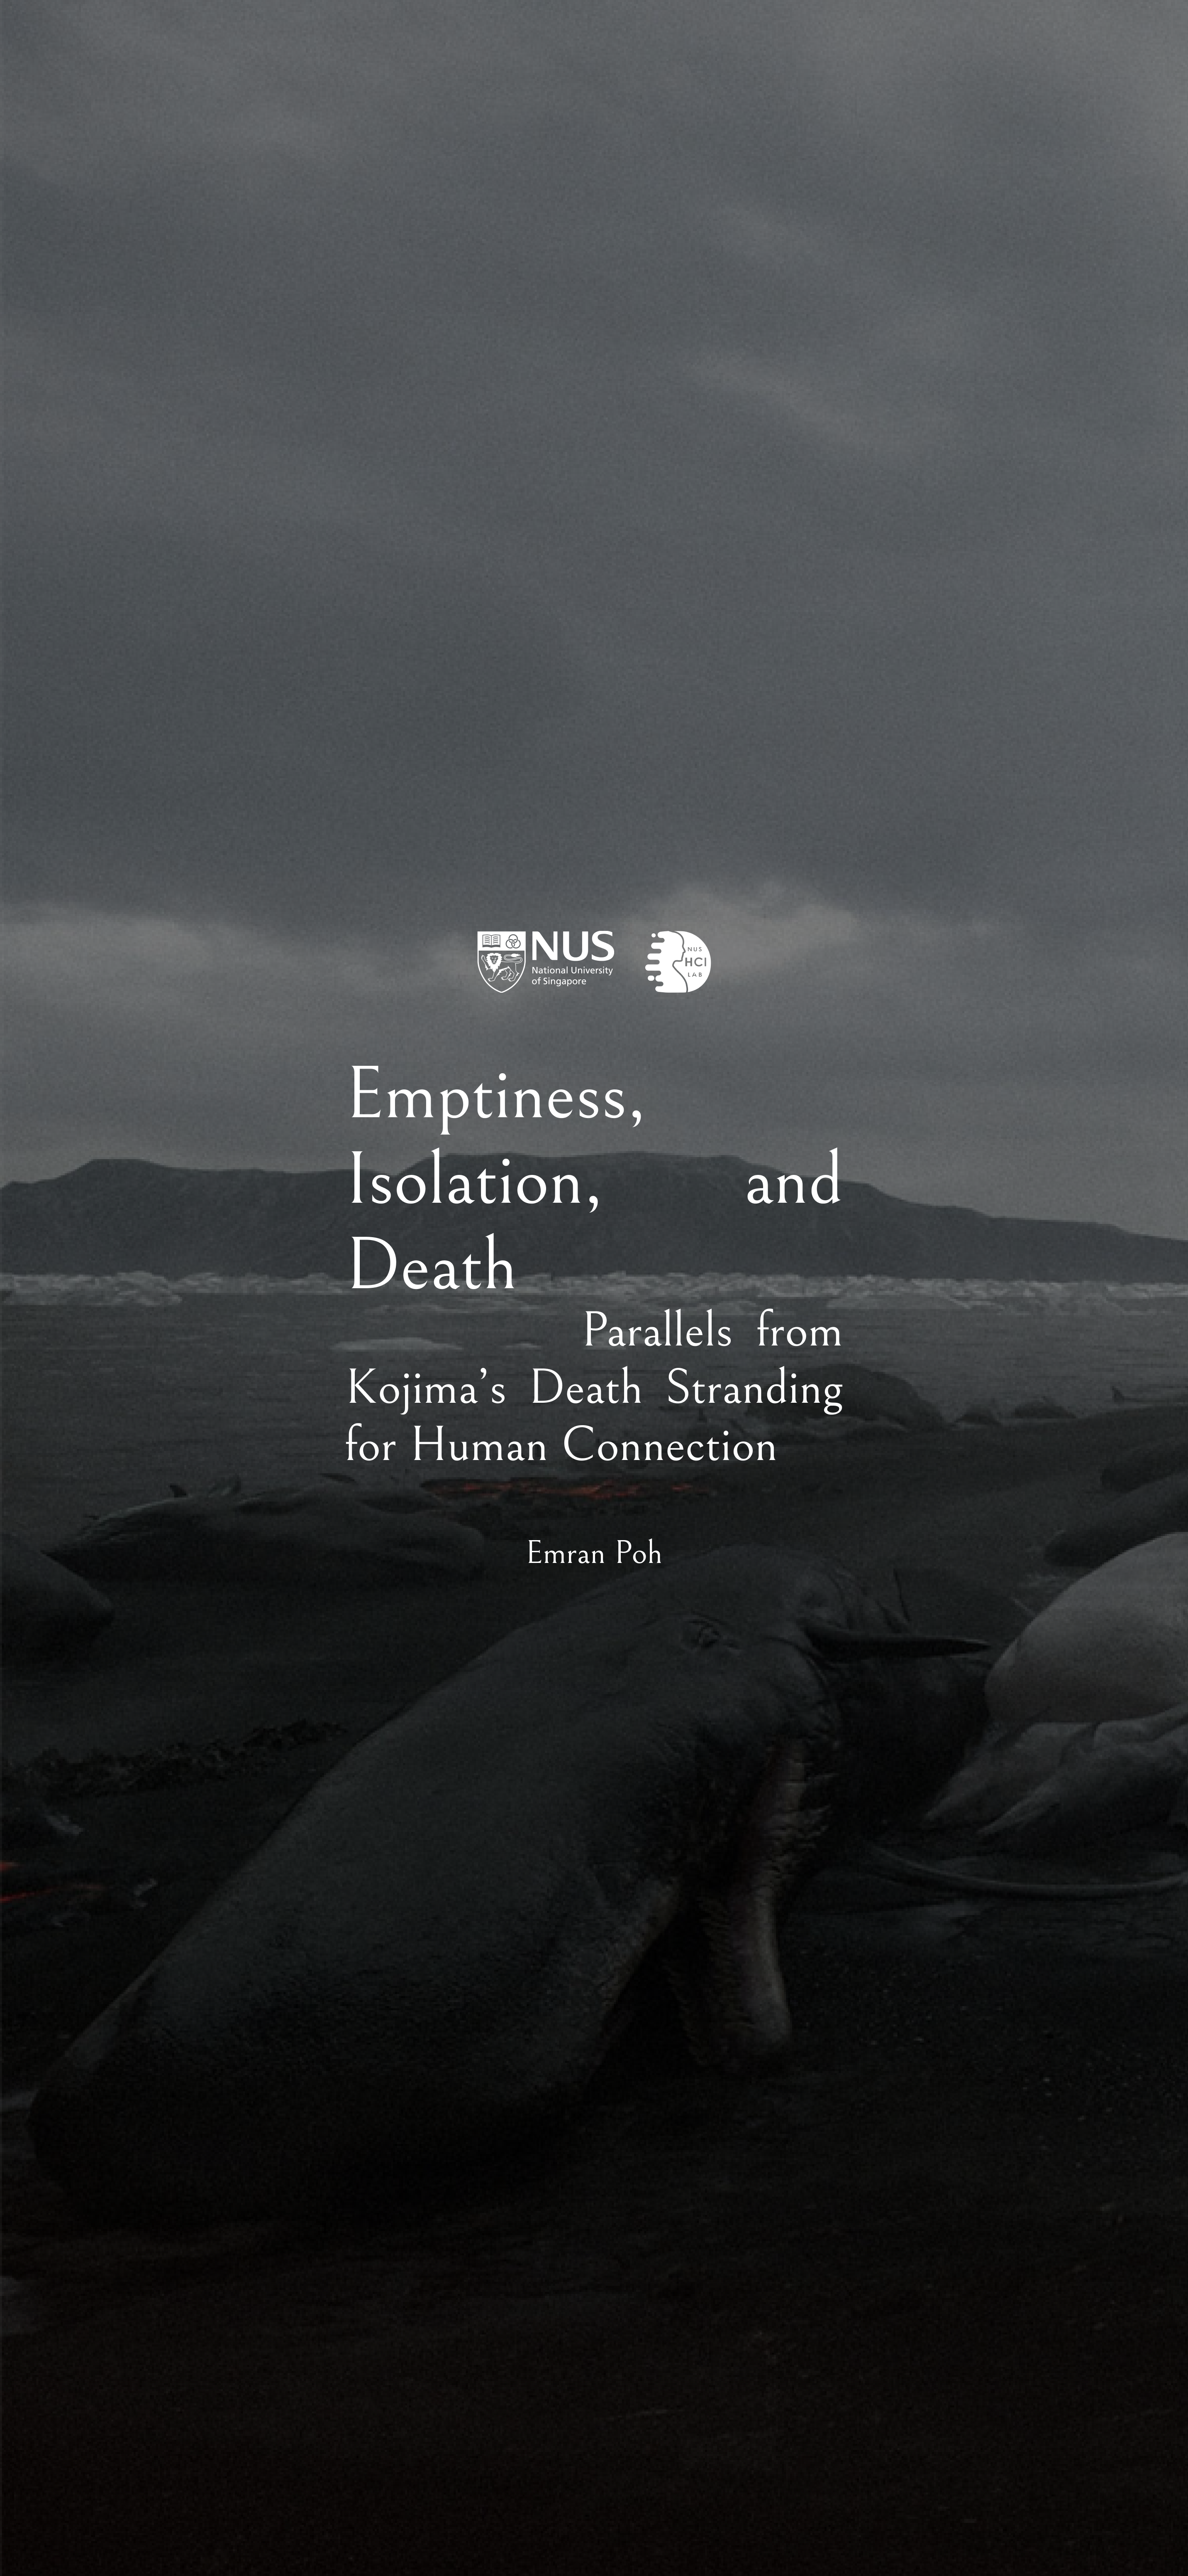 NUS
National University
of Singapore
NUS
HCI
LAB
Emptiness,
Isolation, and
Death
Parallels from
Kojima’s Death Stranding
for Human Connection
Emran Poh